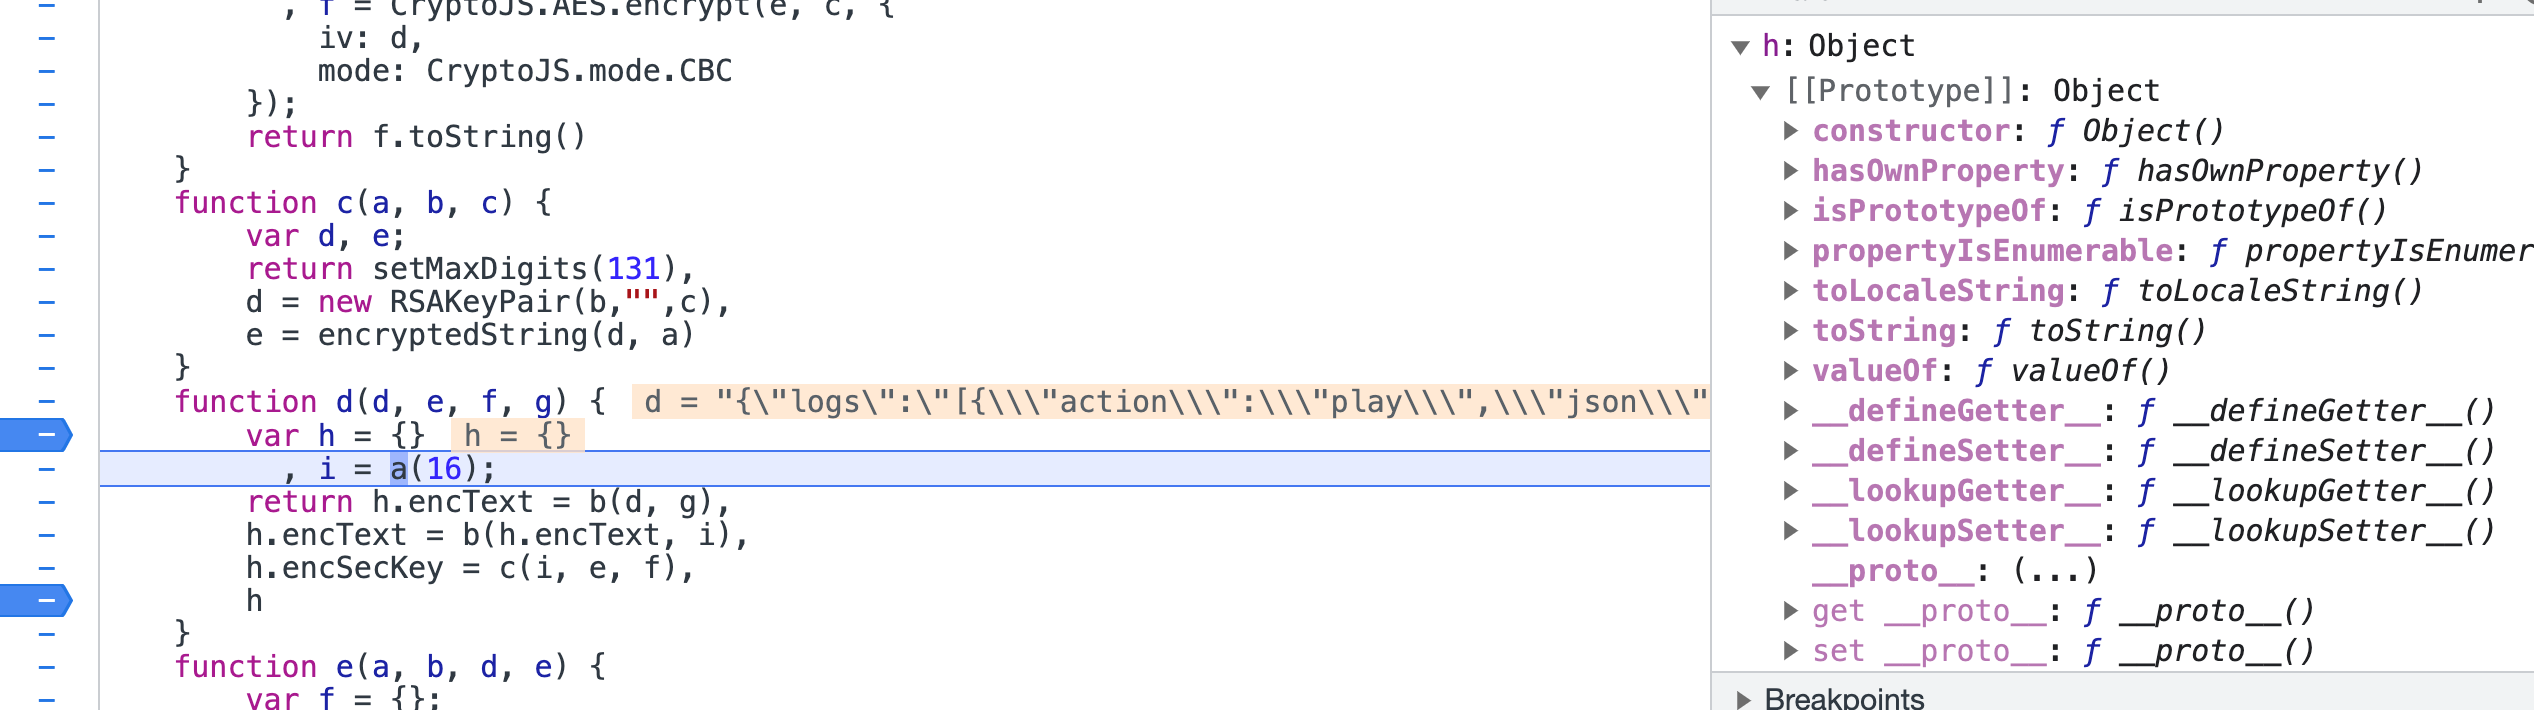 , f = CryptoJS.AES.encrypt(e, c, {
iv: d,
mode: CryptoJS.mode.CBC
});
return f.toString()
}
function c(a, b, c) {
var d, e;
return setMaxDigits(131),
d = new RSAKeyPair(b,"",c),
e = encryptedString(d, a)
}
function d(d, e, f, g) { d = "{\"logs\":\"[{\\\"action\\\":\\\"play\\\",\\\"json\\\"
var h = {} h = {}
, i = a(16);
return h.encText = b(d, g),
h.encText = b(h.encText, i),
h.encSecKey = c(i, e, f),
h
}
function e(a, b, d, e) {
var f = {};
h: Object
[[Prototype]]: Object
constructor: ƒ Object()
hasOwnProperty: ƒ hasOwnProperty()
isPrototypeOf: ƒ isPrototypeOf()
propertyIsEnumerable: ƒ propertyIsEnumer
toLocaleString: ƒ toLocaleString()
toString: ƒ toString()
valueOf: ƒ valueOf()
__defineGetter__: ƒ __defineGetter__()
__defineSetter__: ƒ __defineSetter__()
__lookupGetter__: ƒ __lookupGetter__()
__lookupSetter__: ƒ __lookupSetter__()
__proto__: (...)
get __proto__: ƒ __proto__()
set __proto__: ƒ __proto__()
Breakpoints